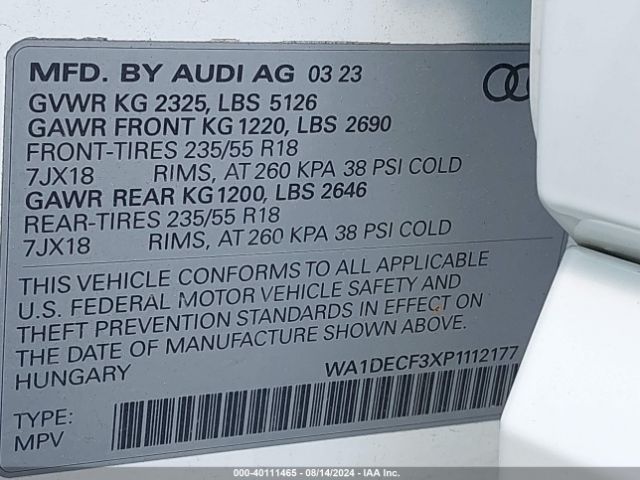 MFD. BY AUDI AG 03 23
GVWR KG 2325, LBS 5126
GAWR FRONT KG 1220, LBS 2690
FRONT-TIRES 235/55 R18
7JX18 RIMS, AT 260 KPA 38 PSI COLD
GAWR REAR KG 1200, LBS 2646
REAR-TIRES 235/55 R18
7JX18 RIMS, AT 260 KPA 38 PSI COLD
THIS VEHICLE CONFORMS TO ALL APPLICABLE
U.S. FEDERAL MOTOR VEHICLE SAFETY AND
THEFT PREVENTION STANDARDS IN EFFECT ON
THE DATE OF MANUFACTURE SHOWN ABOVE.
HUNGARY
WA1DECF3XP1112177
TYPE:
MPV
000-40111465 - 08/14/2024 - IAA Inc.